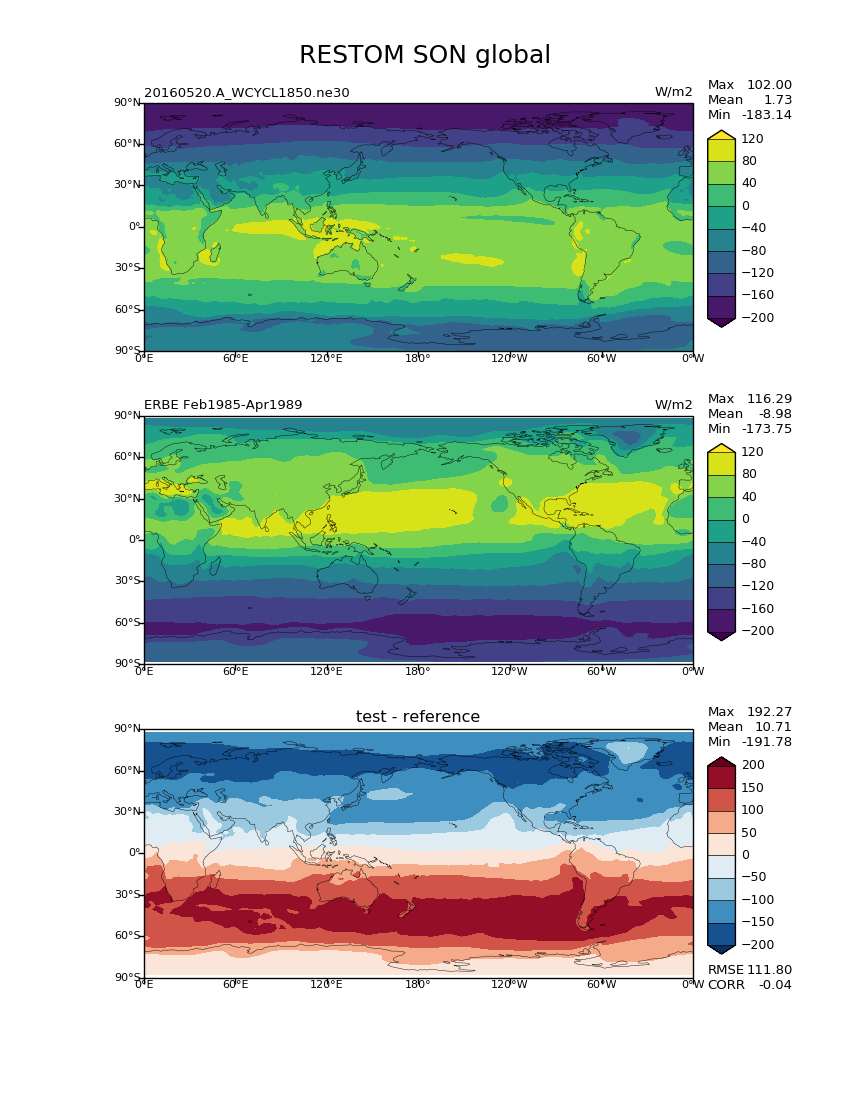 RESTOM SON global
20160520.A_WCYCL1850.ne30
W/m2
Max 102.00
Mean 1.73
Min -183.14
90°N
60°N
30°N
0°
30°S
60°S
90°S
0°E 60°E 120°E 180° 120°W 60°W 0°W
120
80
40
0
−40
−80
−120
−160
−200
ERBE Feb1985-Apr1989
W/m2
Max 116.29
Mean -8.98
Min -173.75
90°N
60°N
30°N
0°
30°S
60°S
90°S
0°E 60°E 120°E 180° 120°W 60°W 0°W
120
80
40
0
−40
−80
−120
−160
−200
test - reference
Max 192.27
Mean 10.71
Min -191.78
90°N
60°N
30°N
0°
30°S
60°S
90°S
0°E 60°E 120°E 180° 120°W 60°W 0°W
200
150
100
50
0
−50
−100
−150
−200
RMSE 111.80
CORR -0.04